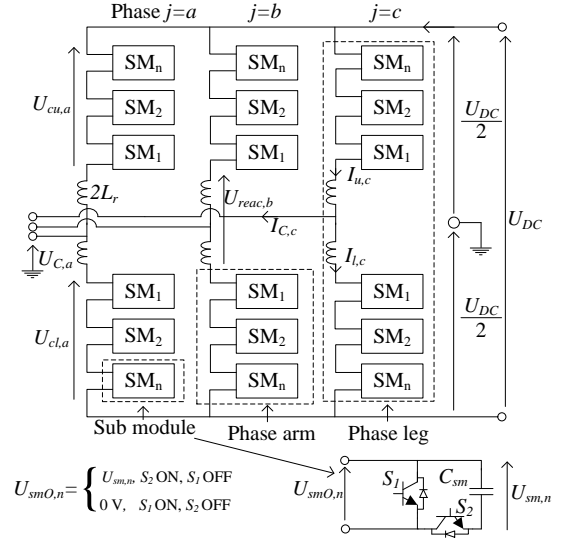 Phase j=a j=b j=c
SMn SMn SMn
Ucu,a SM2 SM2 SM2
UDC/2
SM1 SM1 SM1
2Lr Ureac,b Iu,c
UDC
IC,c
UC,a Il,c
SM1 SM1 SM1
Ucl,a SM2 SM2 SM2
UDC/2
SMn SMn SMn
Sub module Phase arm Phase leg
UsmO,n = { Usm,n, S2 ON, S1 OFF
0 V, S1 ON, S2 OFF
UsmO,n S1 Csm Usm,n
S2